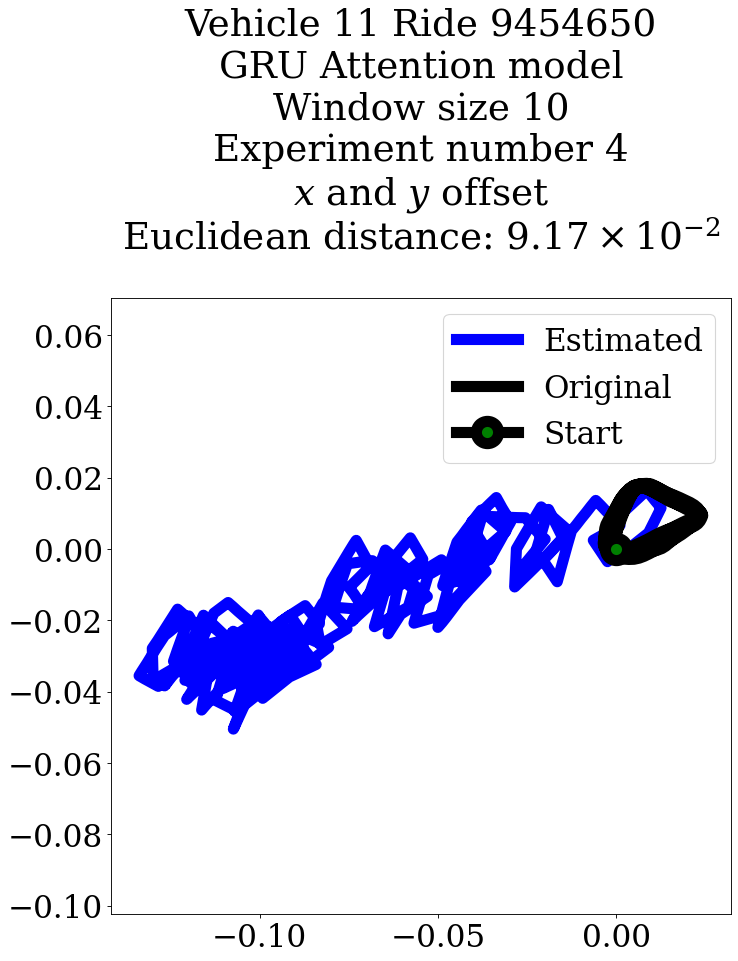 Vehicle 11 Ride 9454650
GRU Attention model
Window size 10
Experiment number 4
x and y offset
Euclidean distance: 9.17 × 10⁻²
Estimated
Original
Start
0.06
0.04
0.02
0.00
−0.02
−0.04
−0.06
−0.08
−0.10
−0.10 −0.05 0.00